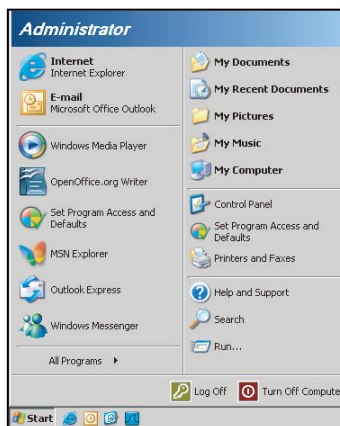 Administrator
Internet
Internet Explorer
E-mail
Microsoft Office Outlook
Windows Media Player
OpenOffice.org Writer
Set Program Access and
Defaults
MSN Explorer
Outlook Express
Windows Messenger
All Programs
My Documents
My Recent Documents
My Pictures
My Music
My Computer
Control Panel
Set Program Access and
Defaults
Printers and Faxes
Help and Support
Search
Run...
Log Off
Turn Off Compute
Start